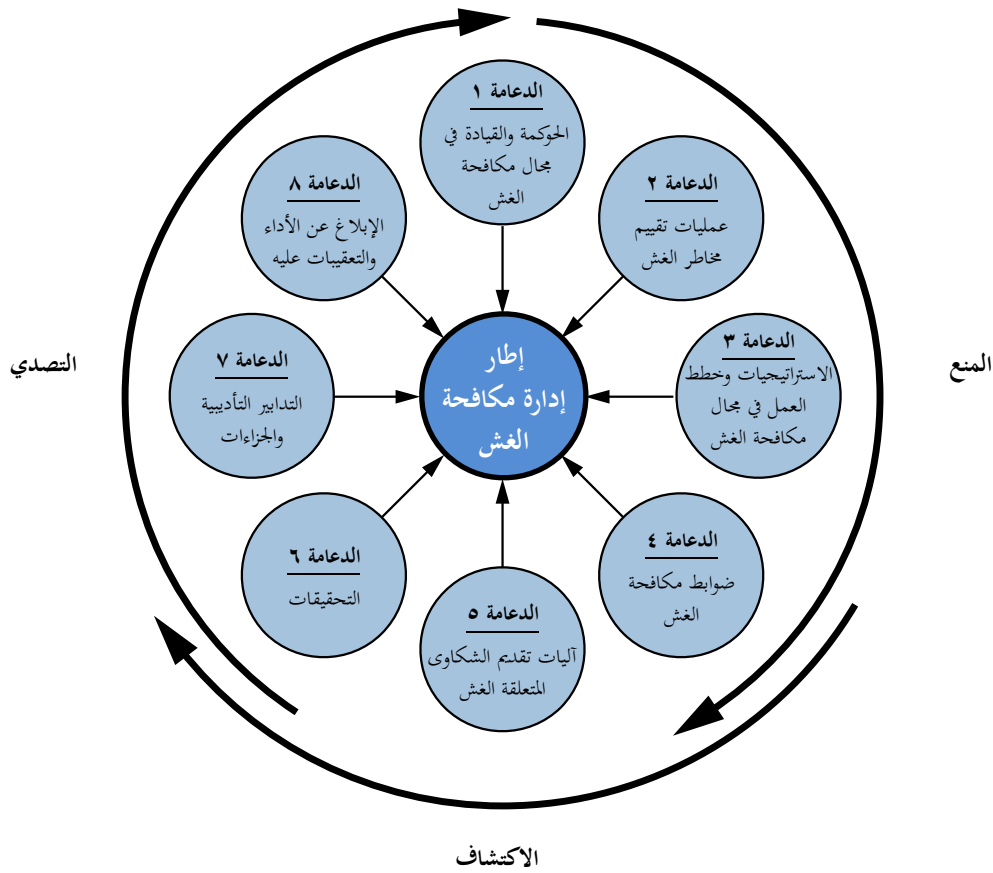 الدعامة ١
الحوكمة والقيادة في
مجال مكافحة
الغش
الدعامة ٢
عمليات تقييم
مخاطر الغش
الدعامة ٣
الاستراتيجيات وخطط
العمل في مجال
مكافحة الغش
الدعامة ٤
ضوابط مكافحة
الغش
الدعامة ٥
آليات تقديم الشكاوى
المتعلقة الغش
الدعامة ٦
التحقيقات
الدعامة ٧
التدابير التأديبية
والجزاءات
الدعامة ٨
الإبلاغ عن الأداء
والتعقيبات عليه
إطار
إدارة مكافحة
الغش
المنع
الاكتشاف
التصدي